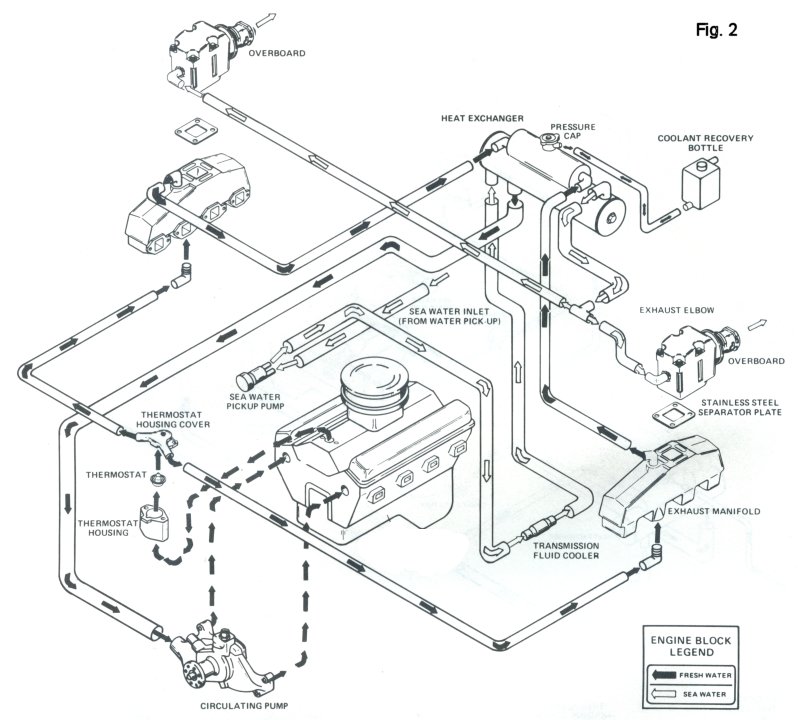 Fig. 2
OVERBOARD
HEAT EXCHANGER
PRESSURE
CAP
COOLANT RECOVERY
BOTTLE
SEA WATER INLET
(FROM WATER PICK-UP)
EXHAUST ELBOW
OVERBOARD
SEA WATER
PICKUP PUMP
STAINLESS STEEL
SEPARATOR PLATE
THERMOSTAT
HOUSING COVER
THERMOSTAT
THERMOSTAT
HOUSING
EXHAUST MANIFOLD
TRANSMISSION
FLUID COOLER
CIRCULATING PUMP
ENGINE BLOCK
LEGEND
FRESH WATER
SEA WATER